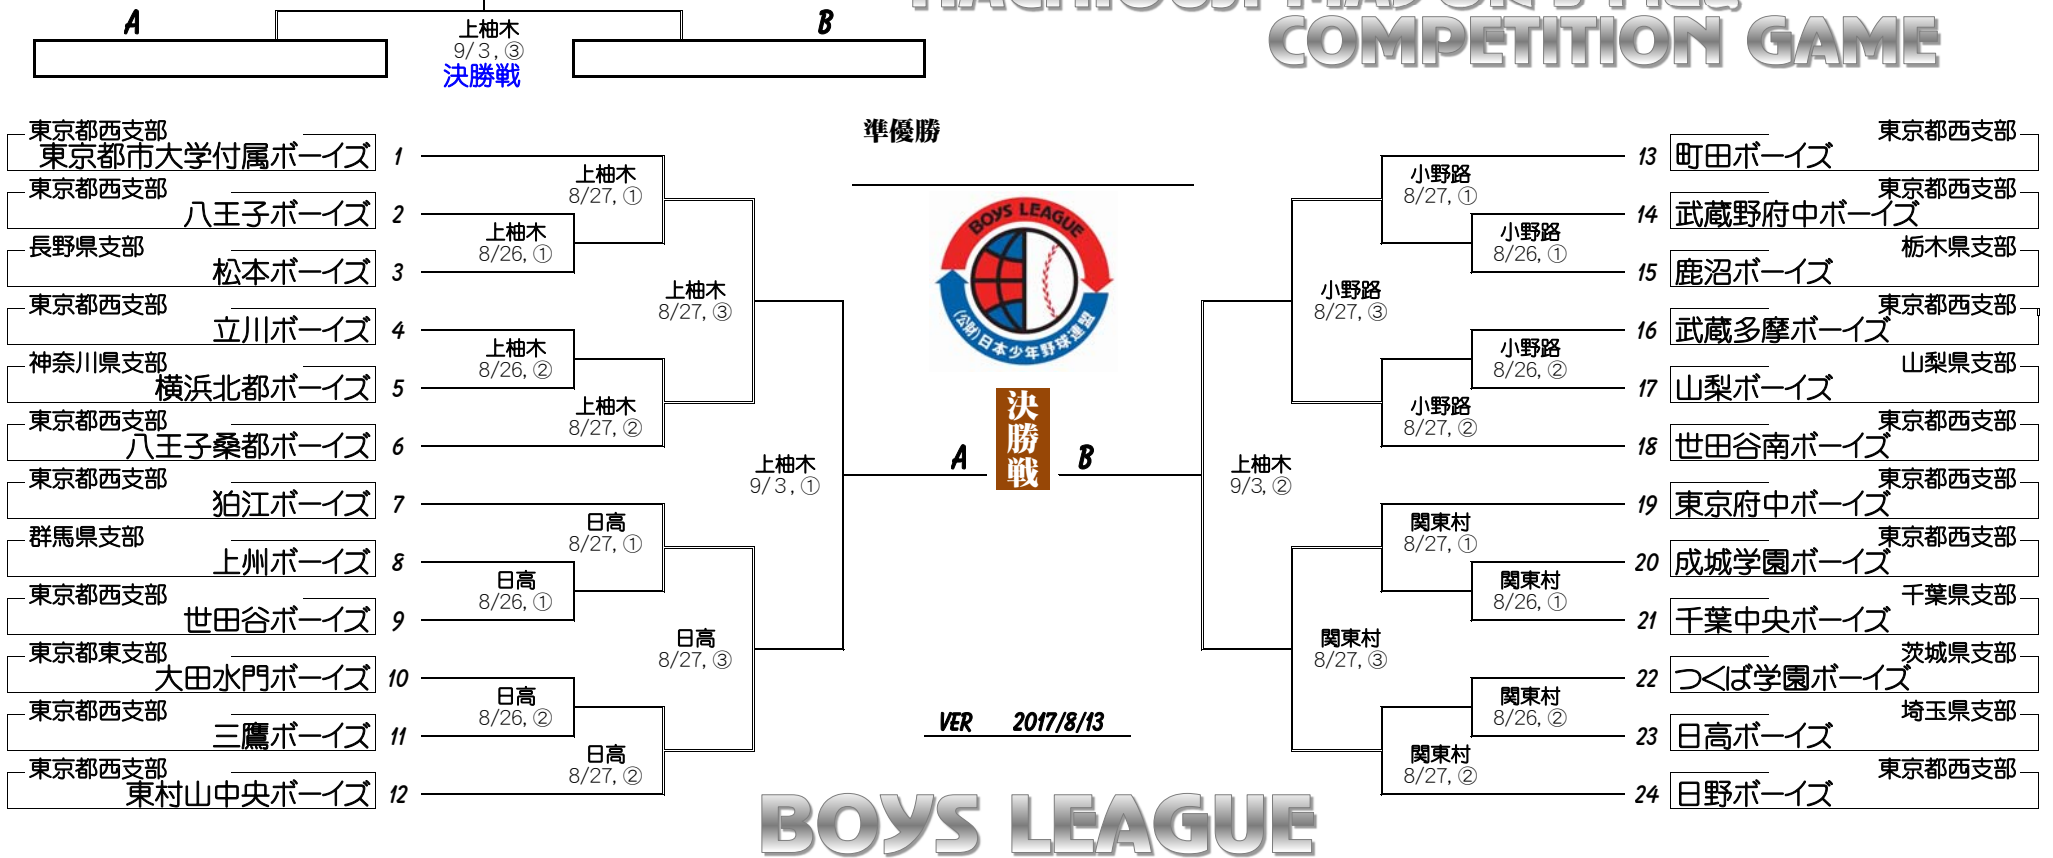 HACHIOUJI MAJOR'S FILE
COMPETITION GAME
A
B
上柚木
9/3,③
決勝戦
準優勝
東京都西支部
東京都市大学付属ボーイズ 1
東京都西支部
八王子ボーイズ 2
長野県支部
松本ボーイズ 3
東京都西支部
立川ボーイズ 4
神奈川県支部
横浜北都ボーイズ 5
東京都西支部
八王子桑都ボーイズ 6
東京都西支部
狛江ボーイズ 7
群馬県支部
上州ボーイズ 8
東京都西支部
世田谷ボーイズ 9
東京都東支部
大田水門ボーイズ 10
東京都西支部
三鷹ボーイズ 11
東京都西支部
東村山中央ボーイズ 12
上柚木
8/27,①
上柚木
8/26,①
上柚木
8/27,③
上柚木
8/26,②
上柚木
8/27,②
上柚木
9/3,①
日高
8/27,①
日高
8/26,①
日高
8/27,③
日高
8/26,②
日高
8/27,②
BOYS LEAGUE
(公財)日本少年野球連盟
決勝戦
A
B
VER 2017/8/13
BOYS LEAGUE
小野路
8/27,①
小野路
8/26,①
小野路
8/27,③
小野路
8/26,②
小野路
8/27,②
上柚木
9/3,②
関東村
8/27,①
関東村
8/26,①
関東村
8/27,③
関東村
8/26,②
関東村
8/27,②
東京都西支部
13 町田ボーイズ
東京都西支部
14 武蔵野府中ボーイズ
栃木県支部
15 鹿沼ボーイズ
東京都西支部
16 武蔵多摩ボーイズ
山梨県支部
17 山梨ボーイズ
東京都西支部
18 世田谷南ボーイズ
東京都西支部
19 東京府中ボーイズ
東京都西支部
20 成城学園ボーイズ
千葉県支部
21 千葉中央ボーイズ
茨城県支部
22 つくば学園ボーイズ
埼玉県支部
23 日高ボーイズ
東京都西支部
24 日野ボーイズ